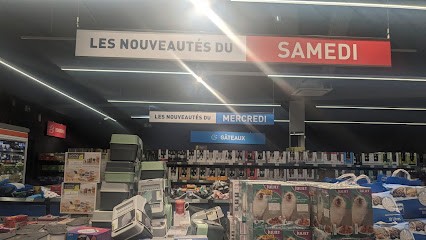 LES NOUVEAUTÉS DU SAMEDI
LES NOUVEAUTÉS DU MERCREDI
GÂTEAUX